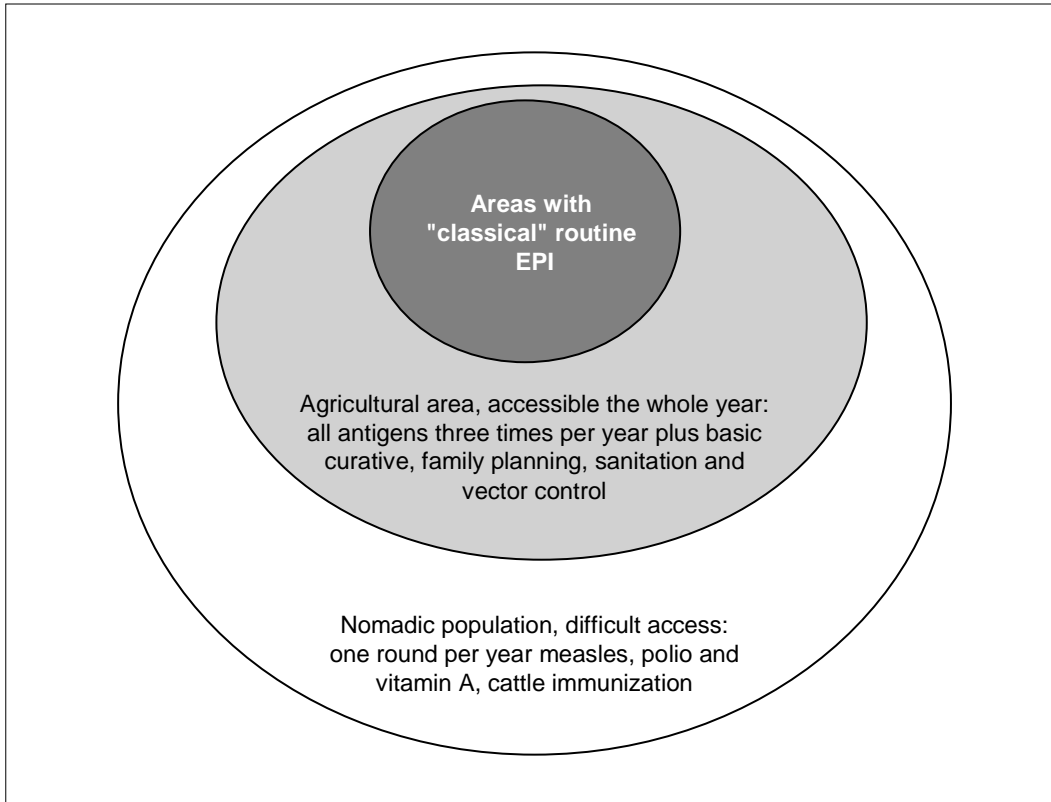 Areas with
"classical" routine
EPI
Agricultural area, accessible the whole year:
all antigens three times per year plus basic
curative, family planning, sanitation and
vector control
Nomadic population, difficult access:
one round per year measles, polio and
vitamin A, cattle immunization